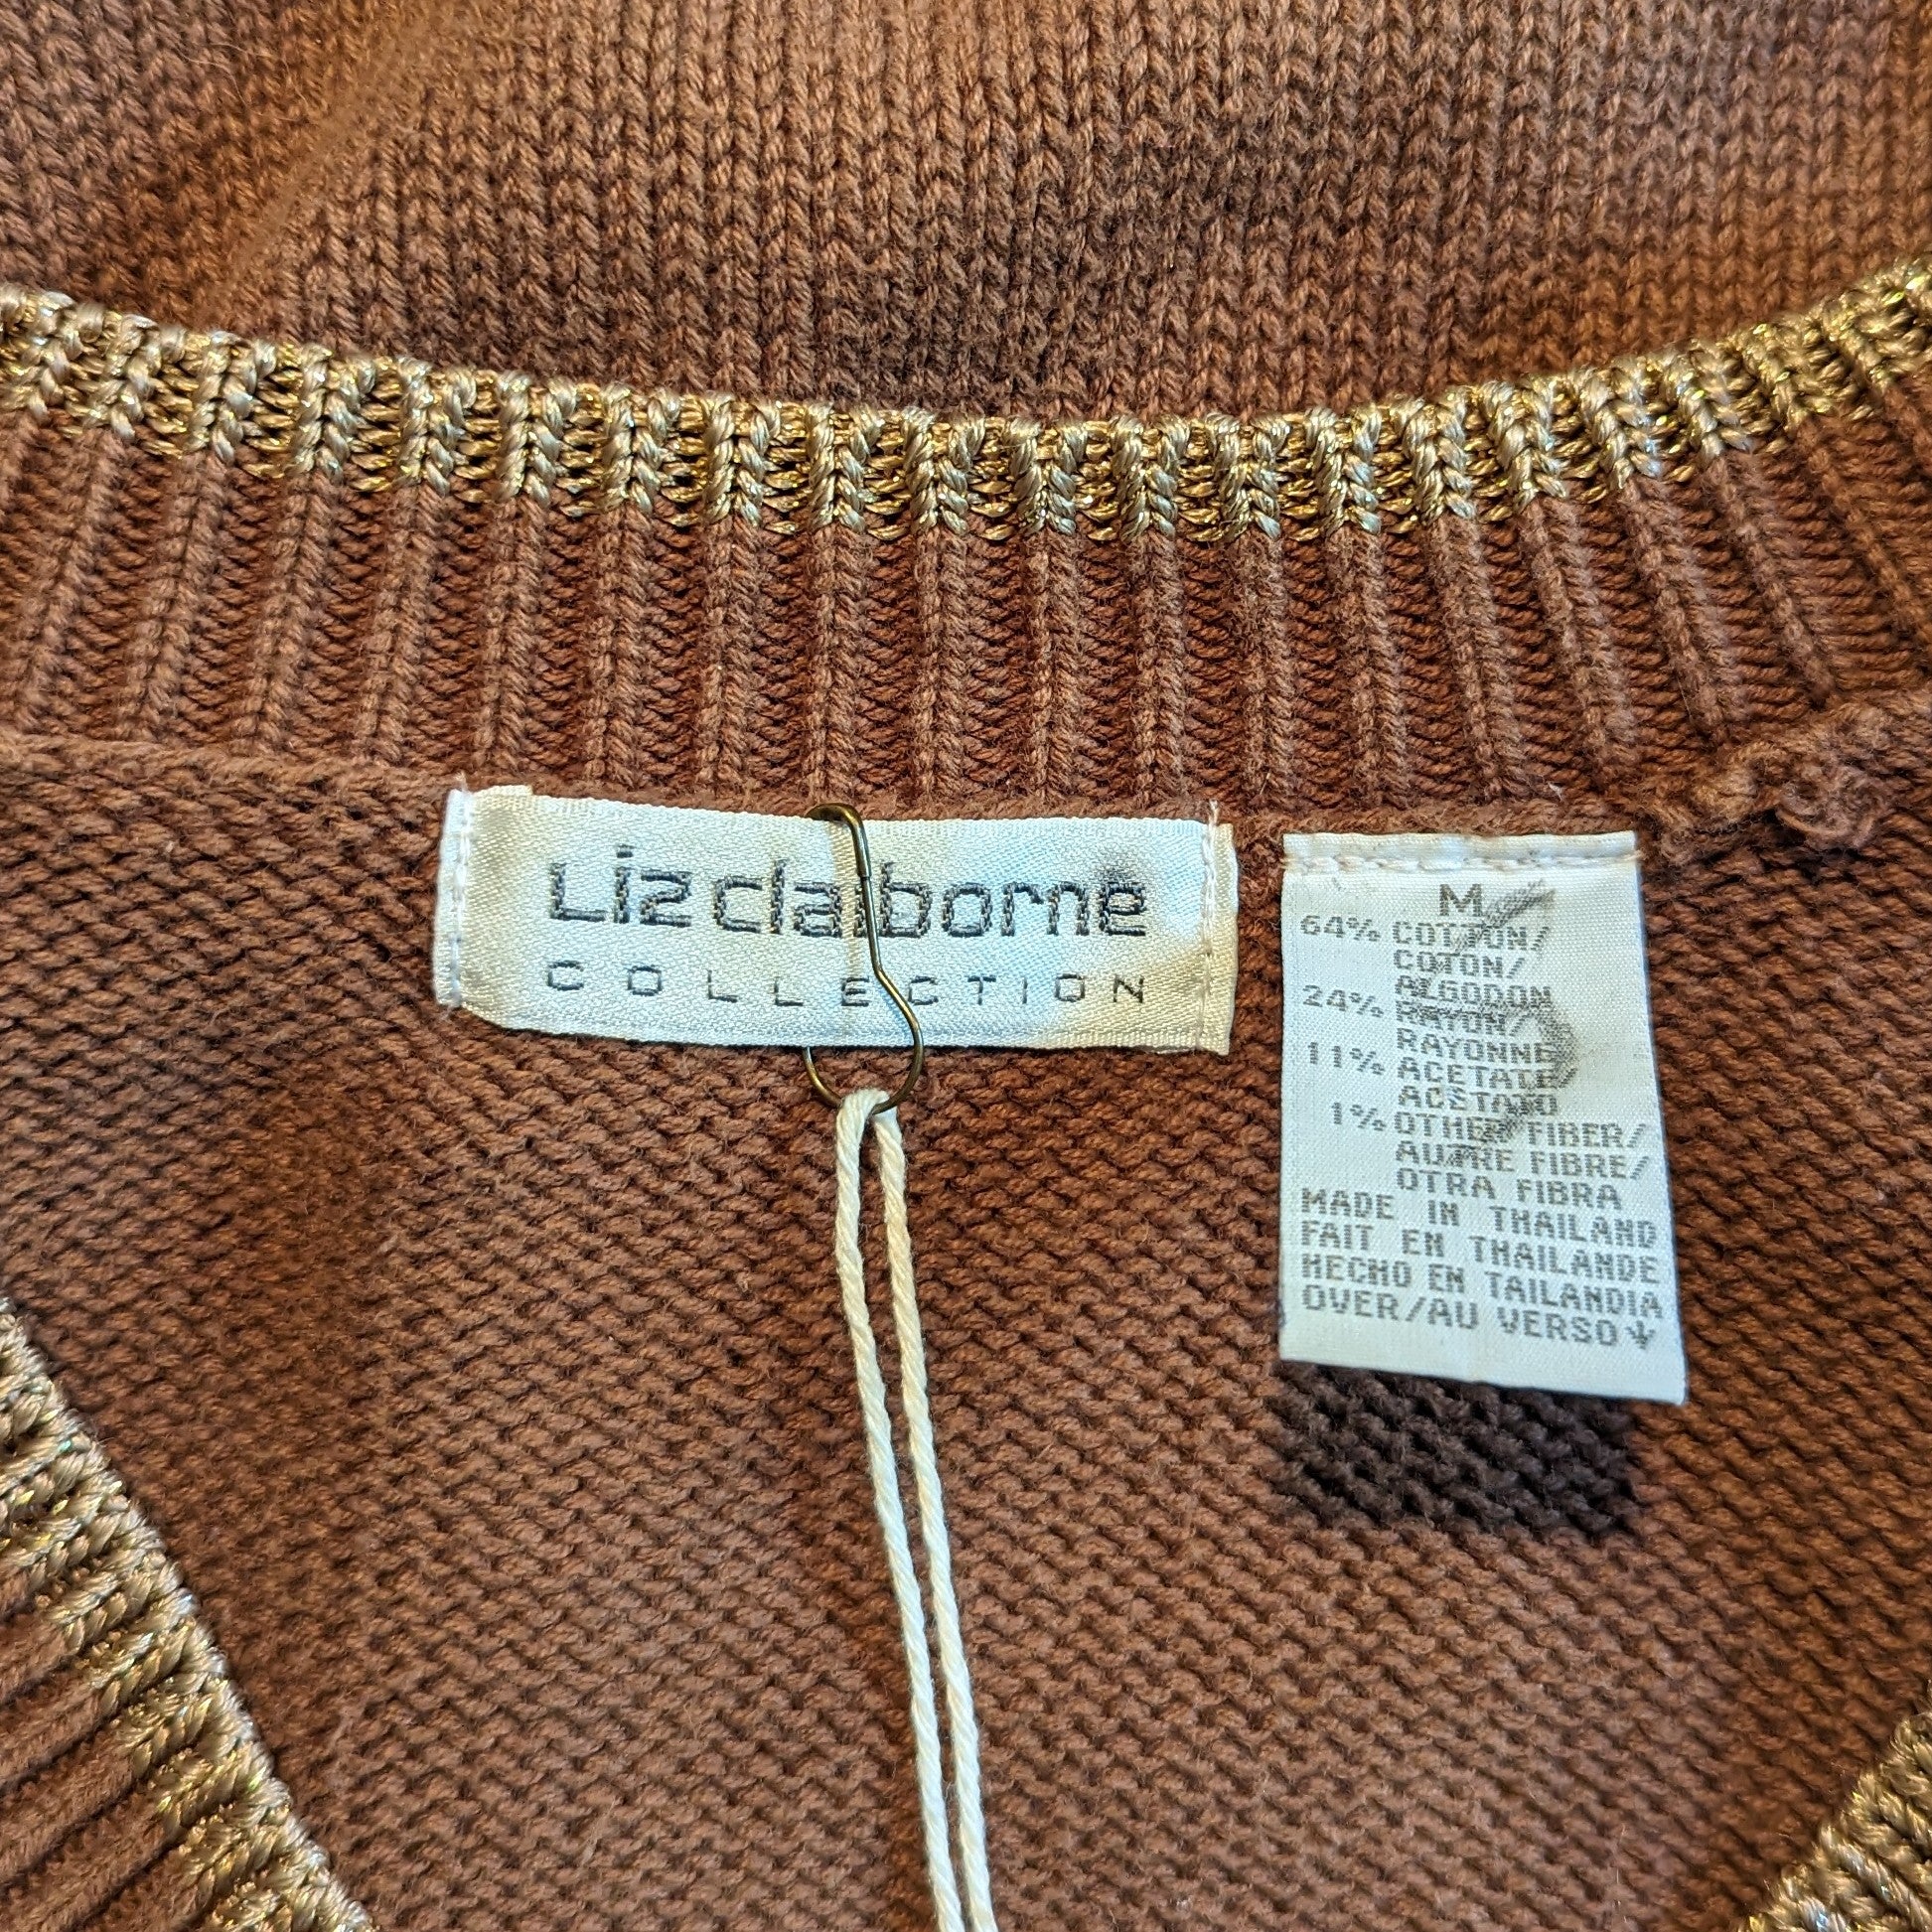 Liz claiborne
COLLECTION
M
64% COTTON/
COTON/
ALGODON
24% RAYON/
RAYONNE
11% ACETATE/
ACETATO
1% OTHER FIBER/
AUTRE FIBRE/
OTRA FIBRA
MADE IN THAILAND
FAIT EN THAILANDE
HECHO EN TAILANDIA
OVER/AU VERSO